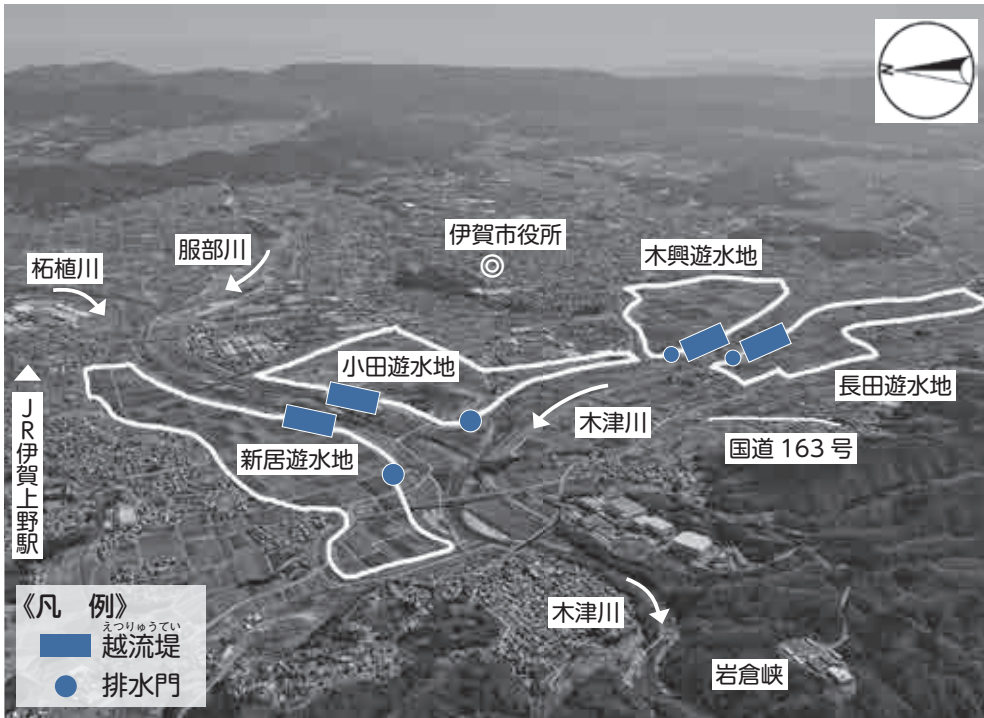 N
伊賀市役所
服部川
木興遊水地
柘植川
小田遊水地
長田遊水地
JR伊賀上野駅
木津川
国道163号
新居遊水地
木津川
岩倉峡
《凡 例》
えつりゅうてい
越流堤
排水門